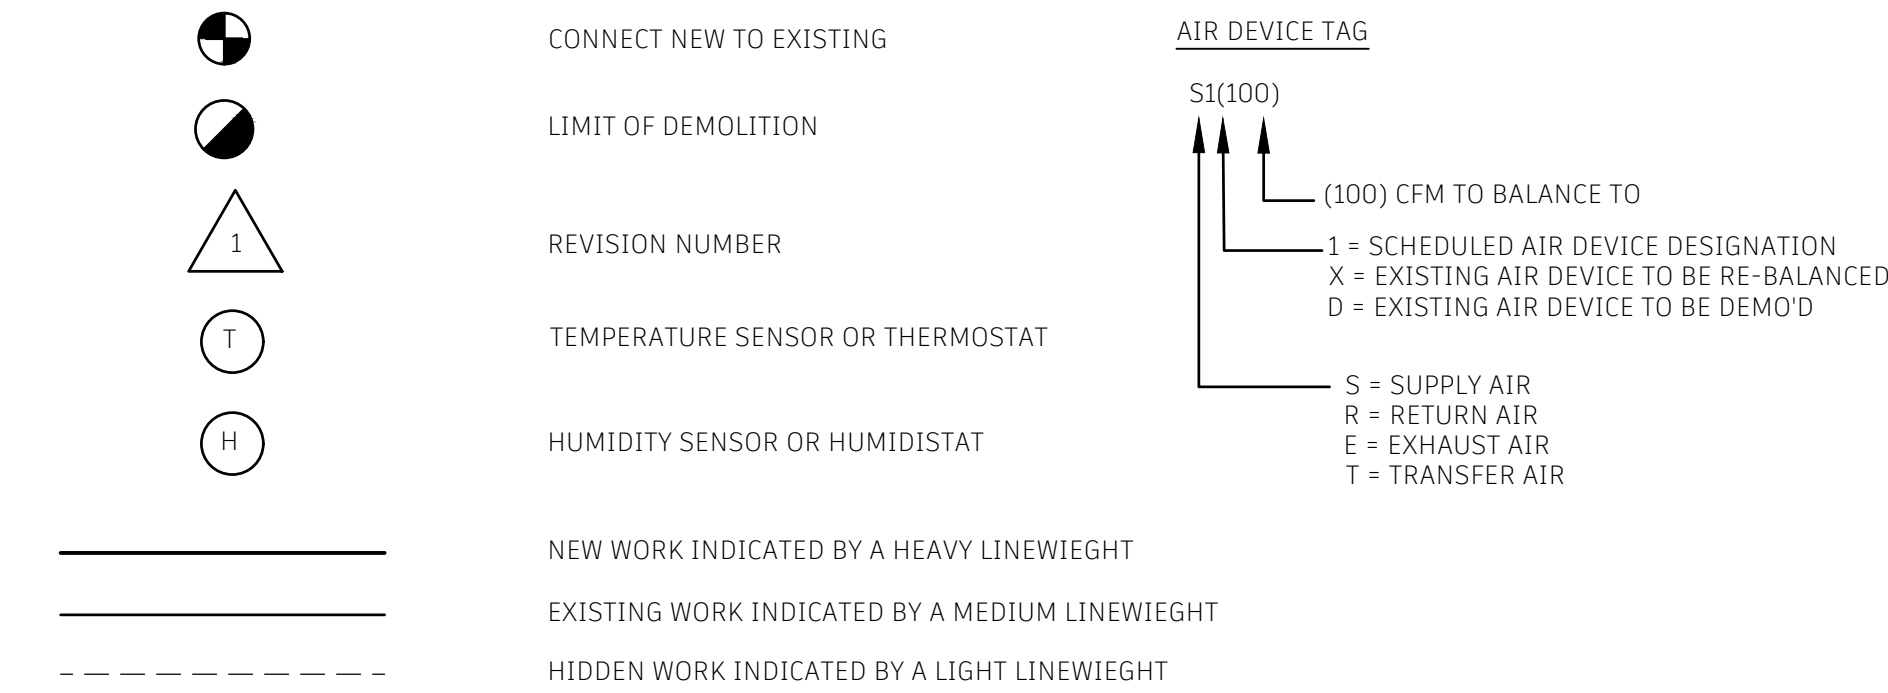 CONNECT NEW TO EXISTING
LIMIT OF DEMOLITION
1
REVISION NUMBER
T
TEMPERATURE SENSOR OR THERMOSTAT
H
HUMIDITY SENSOR OR HUMIDISTAT
NEW WORK INDICATED BY A HEAVY LINEWIEGHT
EXISTING WORK INDICATED BY A MEDIUM LINEWIEGHT
HIDDEN WORK INDICATED BY A LIGHT LINEWIEGHT
AIR DEVICE TAG
S1(100)
(100) CFM TO BALANCE TO
1 = SCHEDULED AIR DEVICE DESIGNATION
X = EXISTING AIR DEVICE TO BE RE-BALANCED
D = EXISTING AIR DEVICE TO BE DEMO'D
S = SUPPLY AIR
R = RETURN AIR
E = EXHAUST AIR
T = TRANSFER AIR